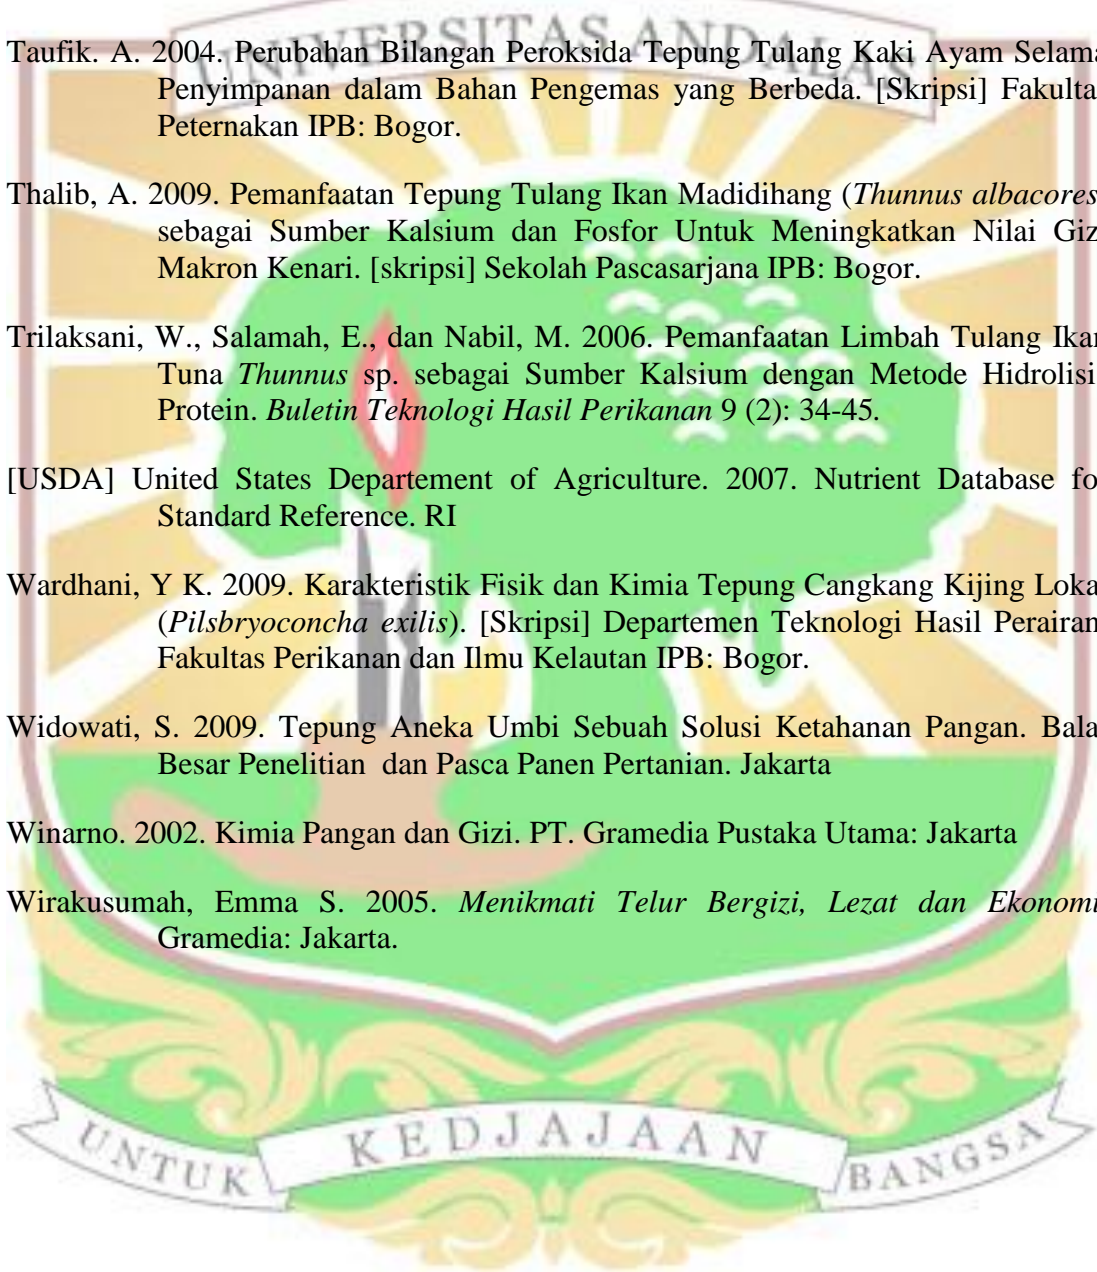 UNIVERSITAS ANDALA
Taufik. A. 2004. Perubahan Bilangan Peroksida Tepung Tulang Kaki Ayam Selama
Penyimpanan dalam Bahan Pengemas yang Berbeda. [Skripsi] Fakulta
Peternakan IPB: Bogor.
Thalib, A. 2009. Pemanfaatan Tepung Tulang Ikan Madidihang (Thunnus albacores
sebagai Sumber Kalsium dan Fosfor Untuk Meningkatkan Nilai Giz
Makron Kenari. [skripsi] Sekolah Pascasarjana IPB: Bogor.
Trilaksani, W., Salamah, E., dan Nabil, M. 2006. Pemanfaatan Limbah Tulang Ikan
Tuna Thunnus sp. sebagai Sumber Kalsium dengan Metode Hidrolisi
Protein. Buletin Teknologi Hasil Perikanan 9 (2): 34-45.
[USDA] United States Departement of Agriculture. 2007. Nutrient Database fo
Standard Reference. RI
Wardhani, Y K. 2009. Karakteristik Fisik dan Kimia Tepung Cangkang Kijing Loka
(Pilsbryoconcha exilis). [Skripsi] Departemen Teknologi Hasil Perairan
Fakultas Perikanan dan Ilmu Kelautan IPB: Bogor.
Widowati, S. 2009. Tepung Aneka Umbi Sebuah Solusi Ketahanan Pangan. Bala
Besar Penelitian dan Pasca Panen Pertanian. Jakarta
Winarno. 2002. Kimia Pangan dan Gizi. PT. Gramedia Pustaka Utama: Jakarta
Wirakusumah, Emma S. 2005. Menikmati Telur Bergizi, Lezat dan Ekonomi
Gramedia: Jakarta.
UNTUK KEDJAJAAN BANGSA